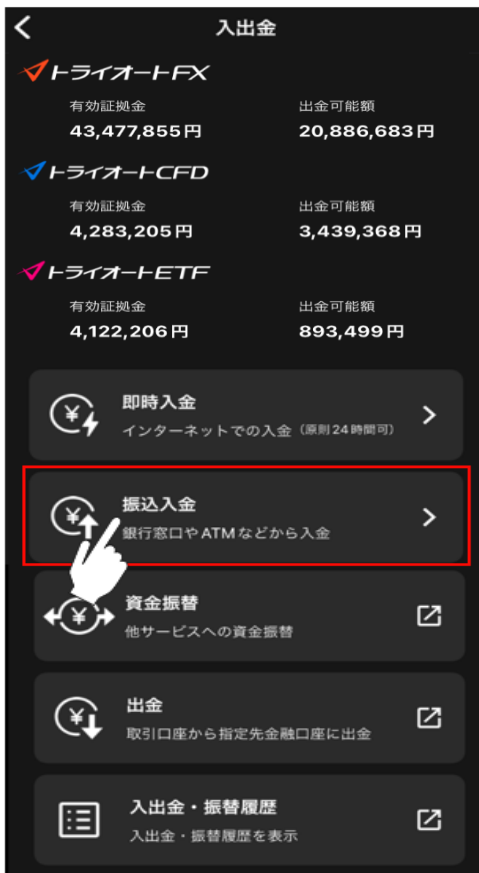 入出金
トライオートFX
有効証拠金 出金可能額
43,477,855円 20,886,683円
トライオートCFD
有効証拠金 出金可能額
4,283,205円 3,439,368円
トライオートETF
有効証拠金 出金可能額
4,122,206円 893,499円
即時入金
インターネットでの入金（原則24時間可）
振込入金
銀行窓口やATMなどから入金
資金振替
他サービスへの資金振替
出金
取引口座から指定先金融口座に出金
入出金・振替履歴
入出金・振替履歴を表示